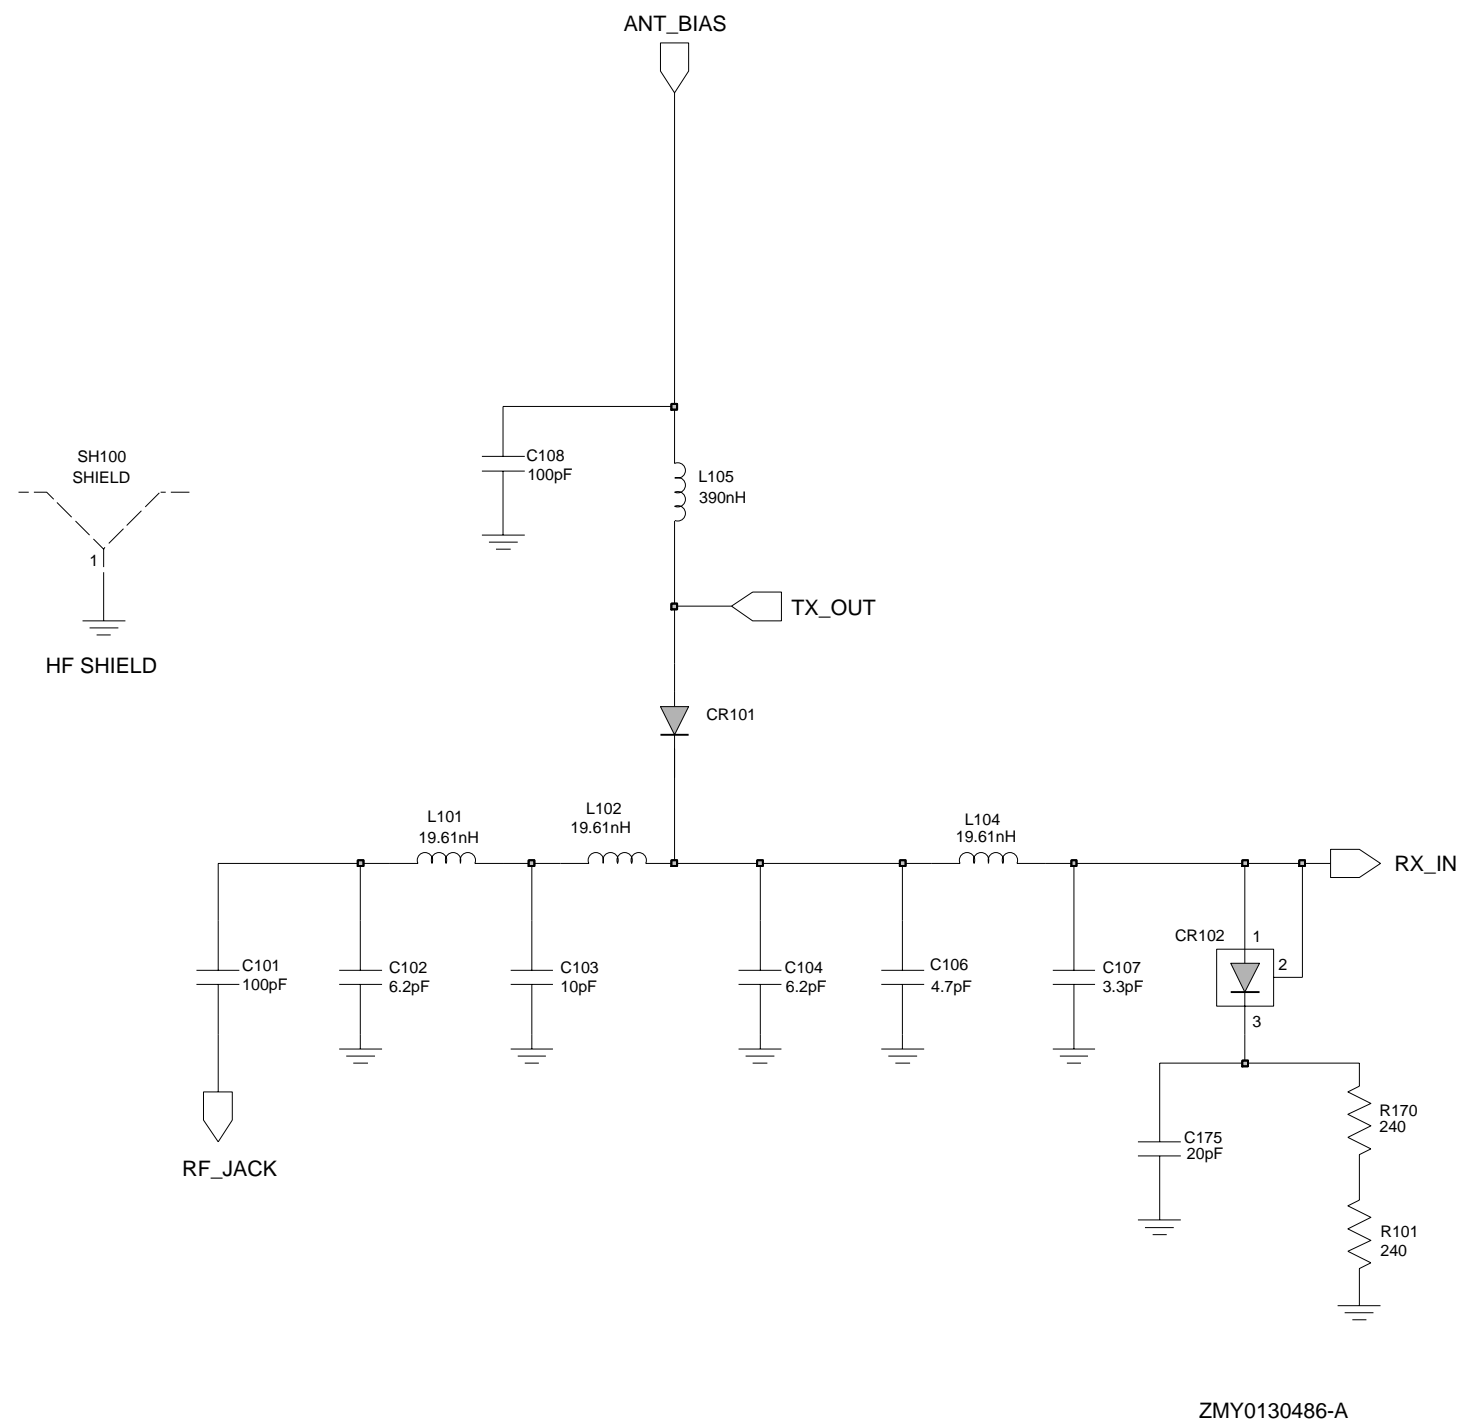 ANT_BIAS
C108
100pF
L105
390nH
SH100
SHIELD
1
HF SHIELD
TX_OUT
CR101
L101
19.61nH
L102
19.61nH
L104
19.61nH
RX_IN
C101
100pF
C102
6.2pF
C103
10pF
C104
6.2pF
C106
4.7pF
C107
3.3pF
CR102
1
2
3
RF_JACK
C175
20pF
R170
240
R101
240
ZMY0130486-A